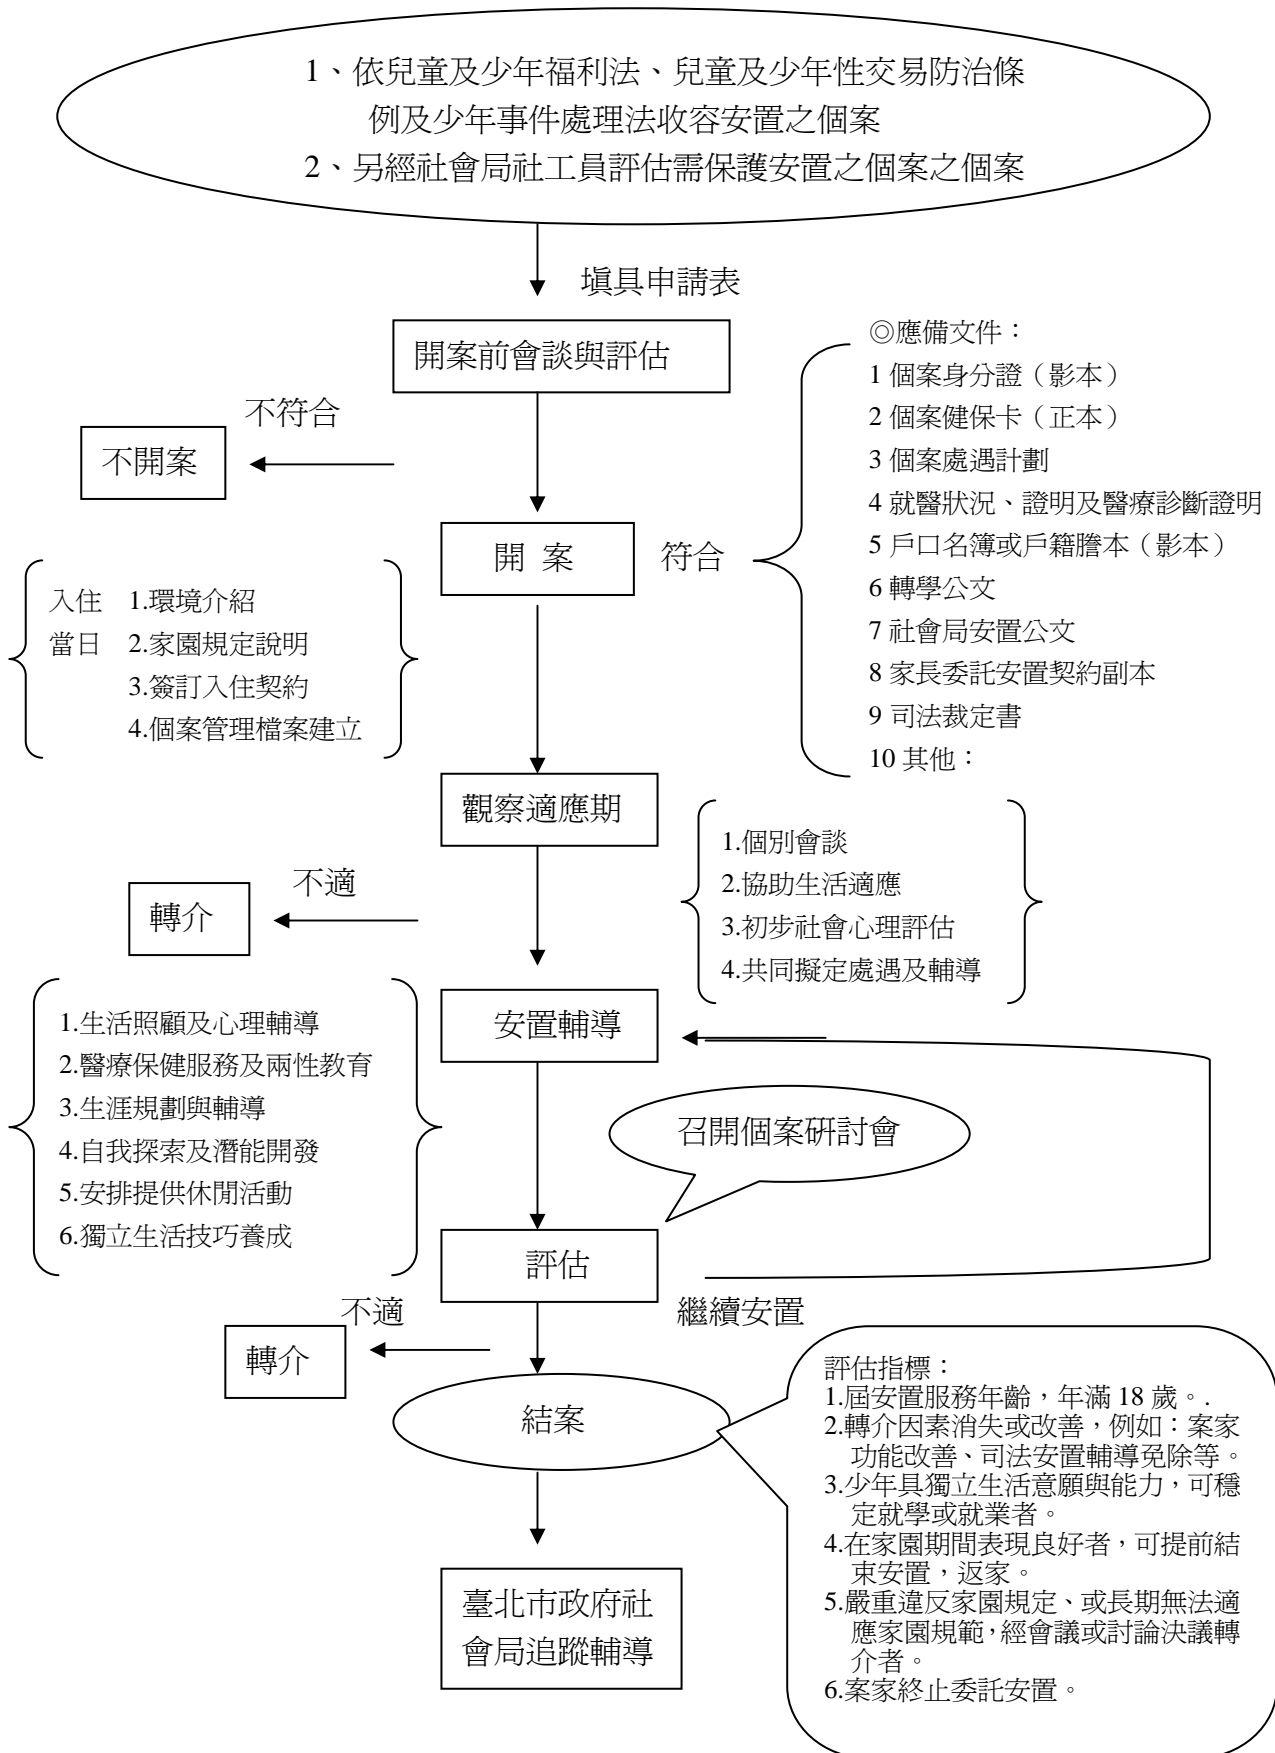 1、依兒童及少年福利法、兒童及少年性交易防治條
例及少年事件處理法收容安置之個案
2、另經社會局社工員評估需保護安置之個案之個案
填具申請表
開案前會談與評估
不符合
不開案
開 案
符合
◎應備文件：
1 個案身分證（影本）
2 個案健保卡（正本）
3 個案處遇計劃
4 就醫狀況、證明及醫療診斷證明
5 戶口名簿或戶籍謄本（影本）
6 轉學公文
7 社會局安置公文
8 家長委託安置契約副本
9 司法裁定書
10 其他：
入住 1.環境介紹
當日 2.家園規定說明
3.簽訂入住契約
4.個案管理檔案建立
觀察適應期
1.個別會談
2.協助生活適應
3.初步社會心理評估
4.共同擬定處遇及輔導
不適
轉介
安置輔導
1.生活照顧及心理輔導
2.醫療保健服務及兩性教育
3.生涯規劃與輔導
4.自我探索及潛能開發
5.安排提供休閒活動
6.獨立生活技巧養成
召開個案研討會
評估
繼續安置
不適
轉介
結案
評估指標：
1.屆安置服務年齡，年滿 18 歲。.
2.轉介因素消失或改善，例如：案家
功能改善、司法安置輔導免除等。
3.少年具獨立生活意願與能力，可穩
定就學或就業者。
4.在家園期間表現良好者，可提前結
束安置，返家。
5.嚴重違反家園規定、或長期無法適
應家園規範，經會議或討論決議轉
介者。
6.案家終止委託安置。
臺北市政府社
會局追蹤輔導